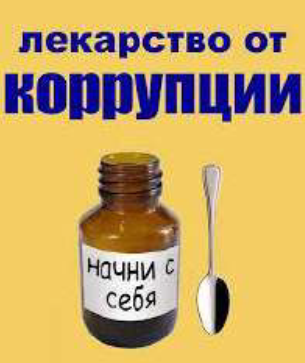 лекарство от
коррупции
начни с
себя